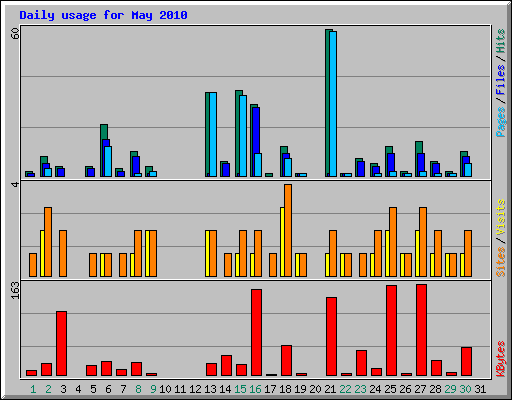 Daily usage for May 2010
60
Pages / Files / Hits
4
Sites / Visits
163
KBytes
1 2 3 4 5 6 7 8 9 10 11 12 13 14 15 16 17 18 19 20 21 22 23 24 25 26 27 28 29 30 31